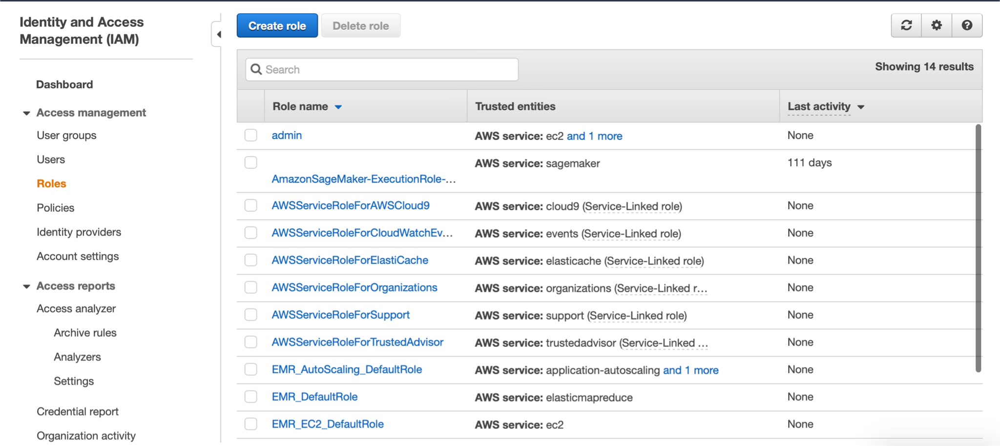 Identity and Access
Management (IAM)
Dashboard
Access management
User groups
Users
Roles
Policies
Identity providers
Account settings
Access reports
Access analyzer
Archive rules
Analyzers
Settings
Credential report
Organization activity
Create role Delete role
Search
Showing 14 results
Role name Trusted entities Last activity
admin AWS service: ec2 and 1 more None
AmazonSageMaker-ExecutionRole-... AWS service: sagemaker 111 days
AWSServiceRoleForAWSCloud9 AWS service: cloud9 (Service-Linked role) None
AWSServiceRoleForCloudWatchEv... AWS service: events (Service-Linked role) None
AWSServiceRoleForElastiCache AWS service: elasticache (Service-Linked role) None
AWSServiceRoleForOrganizations AWS service: organizations (Service-Linked r... None
AWSServiceRoleForSupport AWS service: support (Service-Linked role) None
AWSServiceRoleForTrustedAdvisor AWS service: trustedadvisor (Service-Linked ... None
EMR_AutoScaling_DefaultRole AWS service: application-autoscaling and 1 more None
EMR_DefaultRole AWS service: elasticmapreduce None
EMR_EC2_DefaultRole AWS service: ec2 None